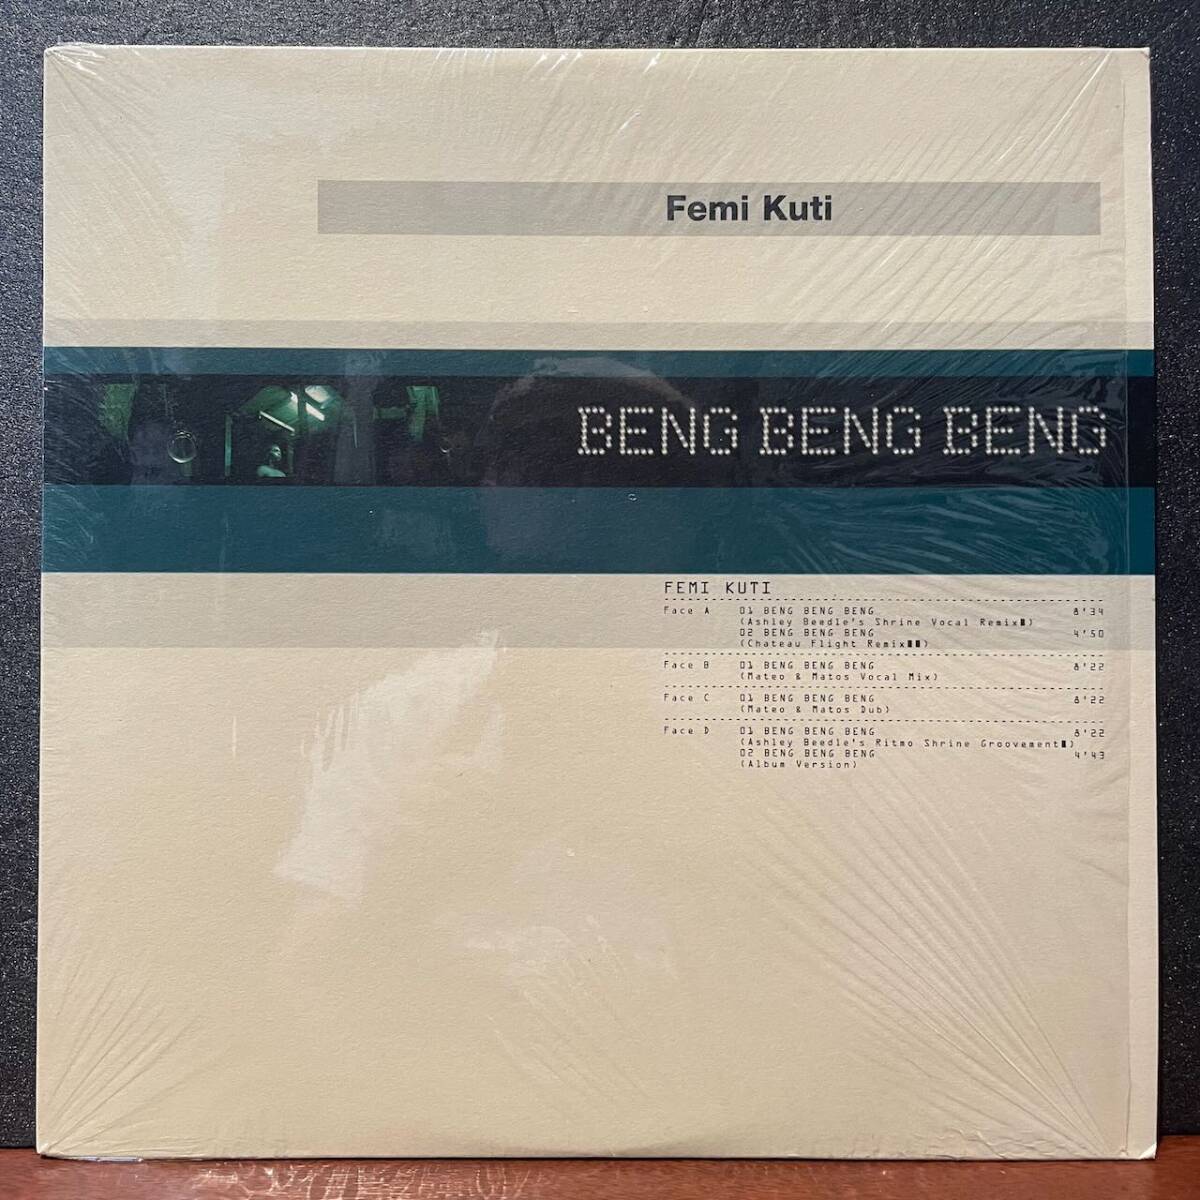 Femi Kuti
BENG BENG BENG
FEMI KUTI
Face A 01 BENG BENG BENG 8'34
(Ashley Beedle's Shrine Vocal Remix■)
02 BENG BENG BENG 4'50
(Chateau Flight Remix■■)
Face B 01 BENG BENG BENG 8'22
(Mateo & Matos Vocal Mix)
Face C 01 BENG BENG BENG 8'22
(Mateo & Matos Dub)
Face D 01 BENG BENG BENG 8'22
(Ashley Beedle's Ritmo Shrine Groovement■)
02 BENG BENG BENG 4'43
(Album Version)